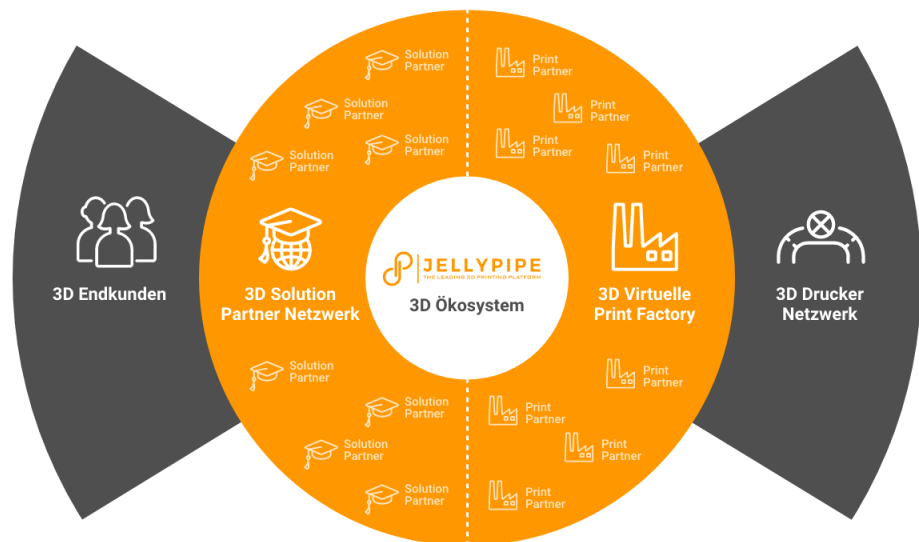 Solution
Partner
Print
Partner
Solution
Partner
Print
Partner
Solution
Partner
Print
Partner
Solution
Partner
Print
Partner
3D Endkunden
3D Solution
Partner Netzwerk
JELLYPIPE
THE LEADING 3D PRINTING PLATFORM
3D Ökosystem
3D Virtuelle
Print Factory
3D Drucker
Netzwerk
Solution
Partner
Print
Partner
Solution
Partner
Print
Partner
Solution
Partner
Print
Partner
Solution
Partner
Print
Partner